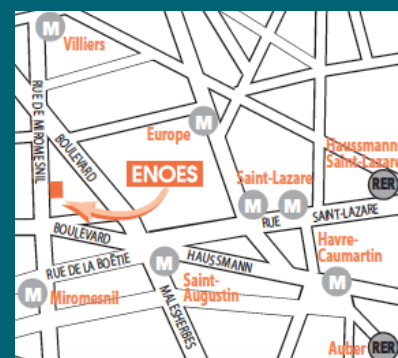 M
Villiers
RUE DE MIROMESNIL
BOULEVARD
Europe M
Haussmann
Saint-Lazare
RER
ENOES
Saint-Lazare
M M
RUE SAINT-LAZARE
BOULEVARD
HAUSSMANN
Havre-
Caumartin
M
RUE DE LA BOÉTIE
M
Saint-
Augustin
M Miromesnil
MALESHERBES
Auber RER